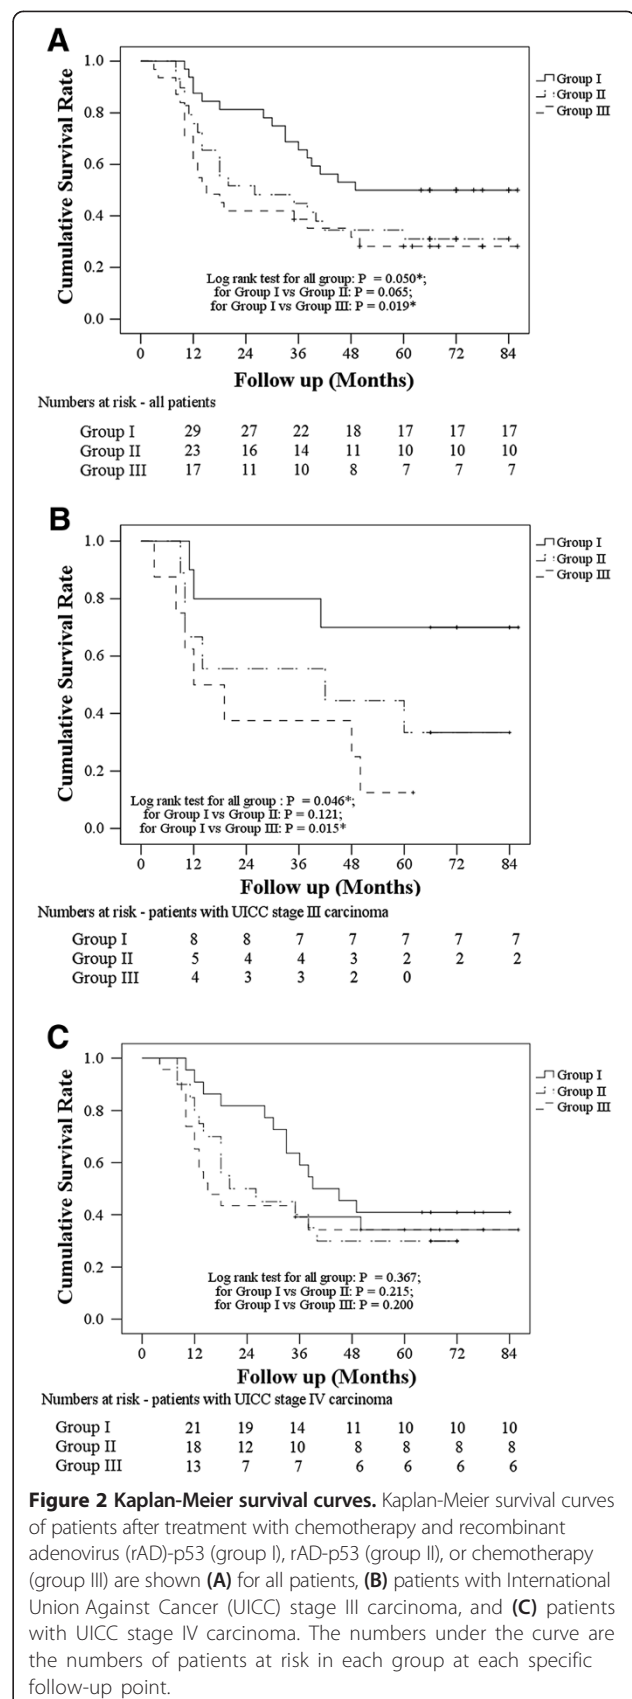 A
Cumulative Survival Rate
1.0
0.8
0.6
0.4
0.2
0.0
Group I
Group II
Group III
Log rank test for all group: P = 0.050*;
for Group I vs Group II: P = 0.065;
for Group I vs Group III: P = 0.019*
0 12 24 36 48 60 72 84
Follow up (Months)
Numbers at risk - all patients
Group I 29 27 22 18 17 17 17
Group II 23 16 14 11 10 10 10
Group III 17 11 10 8 7 7 7
B
Cumulative Survival Rate
1.0
0.8
0.6
0.4
0.2
0.0
Group I
Group II
Group III
Log rank test for all group : P = 0.046*;
for Group I vs Group II: P = 0.121;
for Group I vs Group III: P = 0.015*
0 12 24 36 48 60 72 84
Follow up (Months)
Numbers at risk - patients with UICC stage III carcinoma
Group I 8 8 7 7 7 7 7
Group II 5 4 4 3 2 2 2
Group III 4 3 3 2 0
C
Cumulative Survival Rate
1.0
0.8
0.6
0.4
0.2
0.0
Group I
Group II
Group III
Log rank test for all group: P = 0.367;
for Group I vs Group II: P = 0.215;
for Group I vs Group III: P = 0.200
0 12 24 36 48 60 72 84
Follow up (Months)
Numbers at risk - patients with UICC stage IV carcinoma
Group I 21 19 14 11 10 10 10
Group II 18 12 10 8 8 8 8
Group III 13 7 7 6 6 6 6
Figure 2 Kaplan-Meier survival curves. Kaplan-Meier survival curves
of patients after treatment with chemotherapy and recombinant
adenovirus (rAD)-p53 (group I), rAD-p53 (group II), or chemotherapy
(group III) are shown (A) for all patients, (B) patients with International
Union Against Cancer (UICC) stage III carcinoma, and (C) patients
with UICC stage IV carcinoma. The numbers under the curve are
the numbers of patients at risk in each group at each specific
follow-up point.